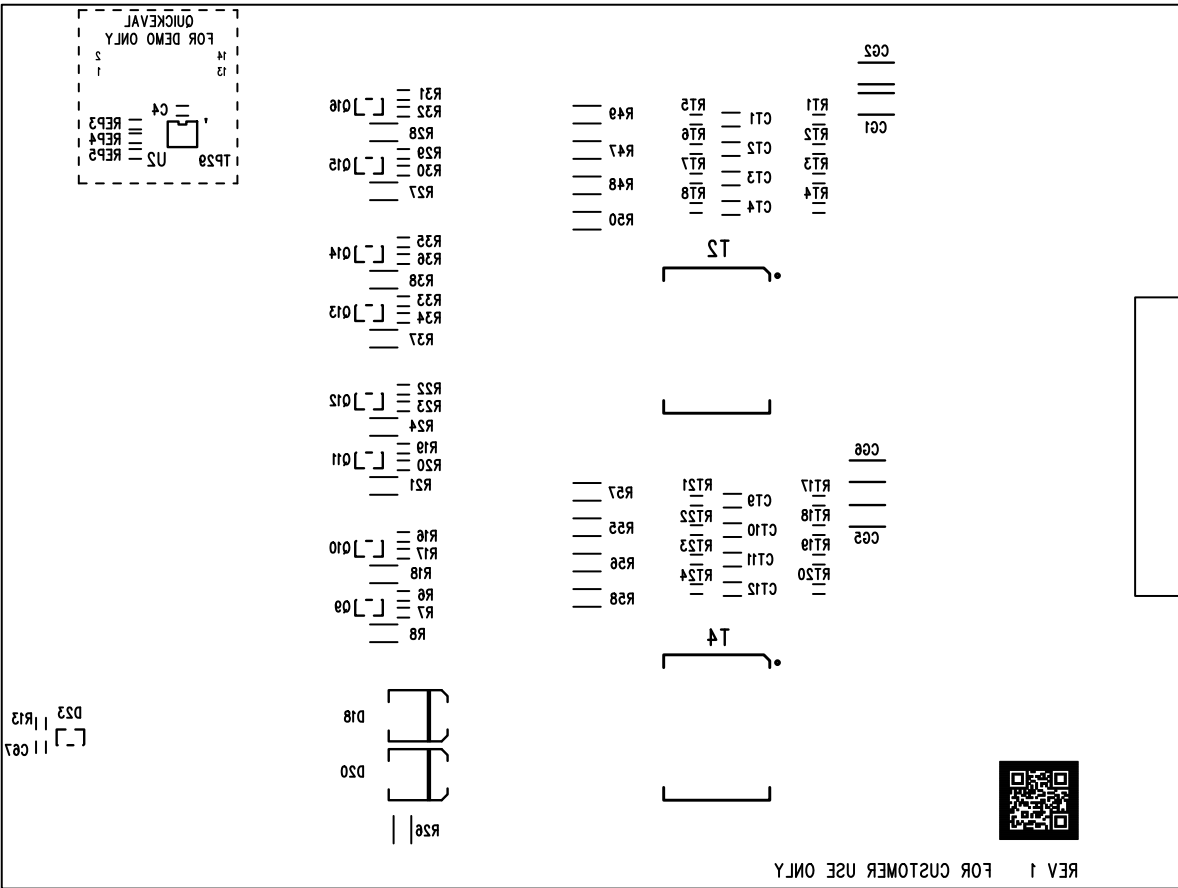 QUICKEVAL
FOR DEMO ONLY
2
14
1
13
C4
REP3
REP4
REP5
U2
TP29
Q16
R31
R32
R28
Q15
R29
R30
R27
Q14
R35
R36
R38
Q13
R33
R34
R37
Q12
R22
R23
R24
Q11
R19
R20
R21
Q10
R16
R17
R18
Q9
R6
R7
R8
R49
R47
R48
R50
RT5
RT6
RT7
RT8
CT1
CT2
CT3
CT4
RT1
RT2
RT3
RT4
CG2
CG1
T2
R57
R55
R56
R58
RT21
RT22
RT23
RT24
CT9
CT10
CT11
CT12
RT17
RT18
RT19
RT20
CG6
CG5
T4
D18
D20
R26
R13
D23
C67
REV 1 FOR CUSTOMER USE ONLY